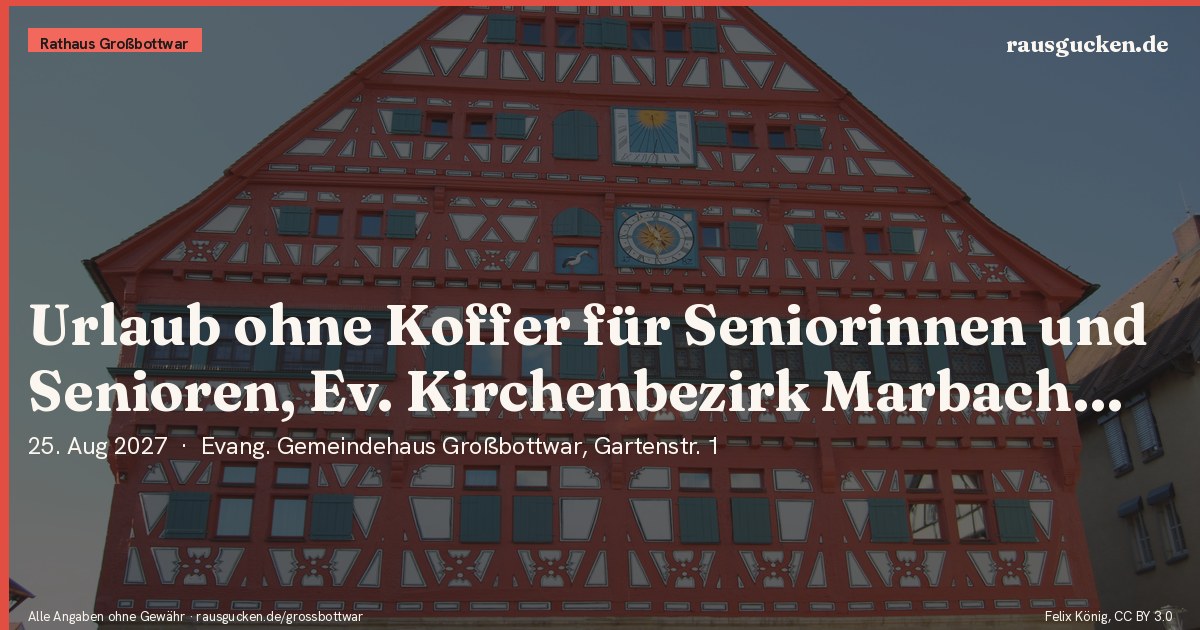 Rathaus Großbottwar
rausgucken.de
Urlaub ohne Koffer für Seniorinnen und
Senioren, Ev. Kirchenbezirk Marbach...
25. Aug 2027 · Evang. Gemeindehaus Großbottwar, Gartenstr. 1
Alle Angaben ohne Gewähr · rausgucken.de/grossbottwar
Felix König, CC BY 3.0